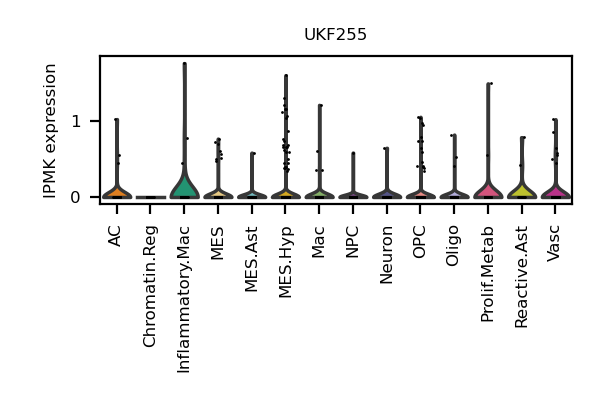 UKF255
IPMK expression
1
0
AC
Chromatin.Reg
Inflammatory.Mac
MES
MES.Ast
MES.Hyp
Mac
NPC
Neuron
OPC
Oligo
Prolif.Metab
Reactive.Ast
Vasc